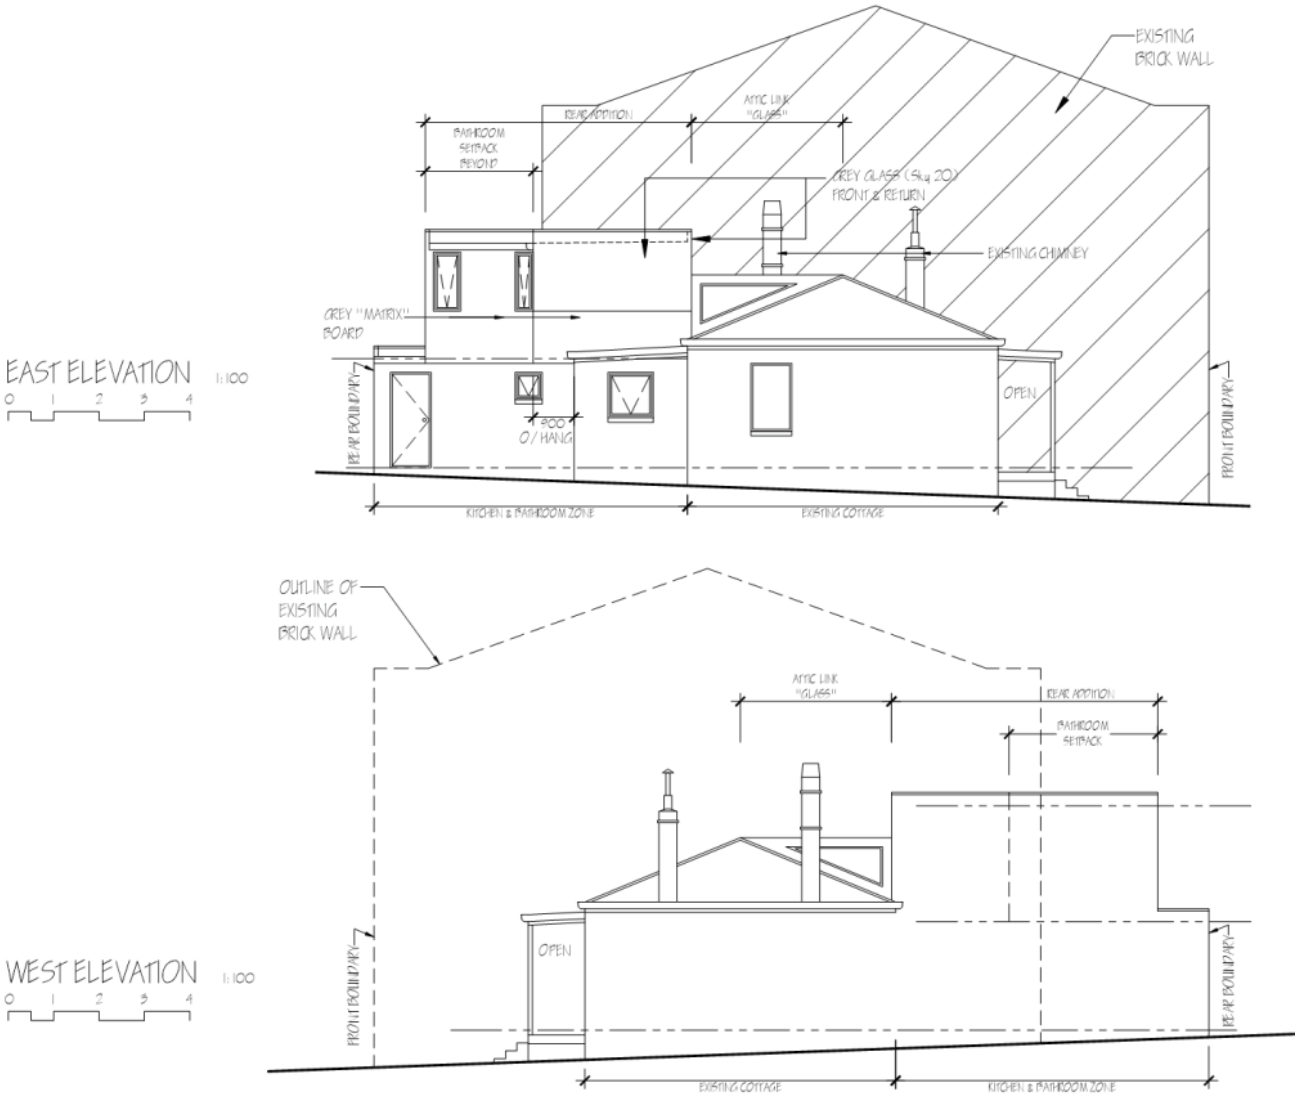 EXISTING
BRICK WALL
ATTIC LINK
"GLASS"
REAR ADDITION
BATHROOM
SETBACK
BEYOND
GREY GLASS (Sky 20)
FRONT & RETURN
EXISTING CHIMNEY
GREY "MATRIX"
BOARD
EAST ELEVATION 1:100
0 1 2 3 4
REAR BOUNDARY
OPEN
FRONT BOUNDARY
900
O/HANG
KITCHEN & BATHROOM ZONE
EXISTING COTTAGE
OUTLINE OF
EXISTING
BRICK WALL
ATTIC LINK
"GLASS"
REAR ADDITION
BATHROOM
SETBACK
OPEN
FRONT BOUNDARY
REAR BOUNDARY
WEST ELEVATION 1:100
0 1 2 3 4
EXISTING COTTAGE
KITCHEN & BATHROOM ZONE